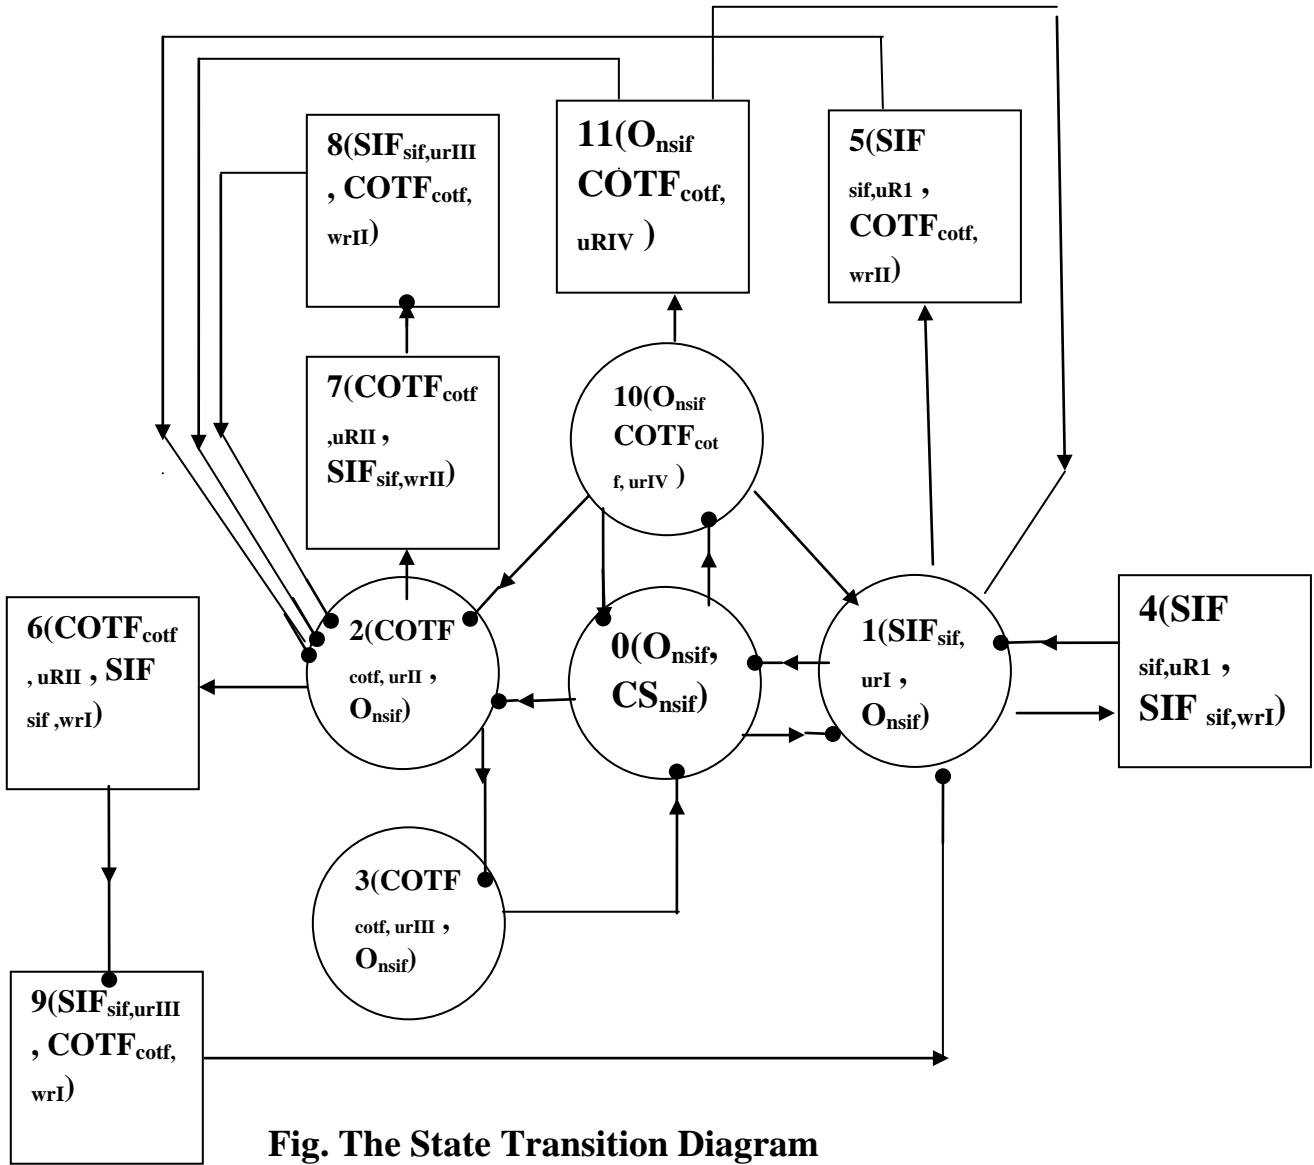 8(SIFsif,urIII
, COTFcotf,
wrII)
11(Onsif
COTFcotf,
uRIV )
5(SIF
sif,uR1 ,
COTFcotf,
wrII)
7(COTFcotf
,uRII ,
SIFsif,wrII)
10(Onsif
COTFcot
f, urIV )
6(COTFcotf
, uRII , SIF
sif ,wrI)
2(COTF
cotf, urII ,
Onsif)
0(Onsif,
CSnsif)
1(SIFsif,
urI ,
Onsif)
4(SIF
sif,uR1 ,
SIF sif,wrI)
3(COTF
cotf, urIII ,
Onsif)
9(SIFsif,urIII
, COTFcotf,
wrI)
Fig. The State Transition Diagram